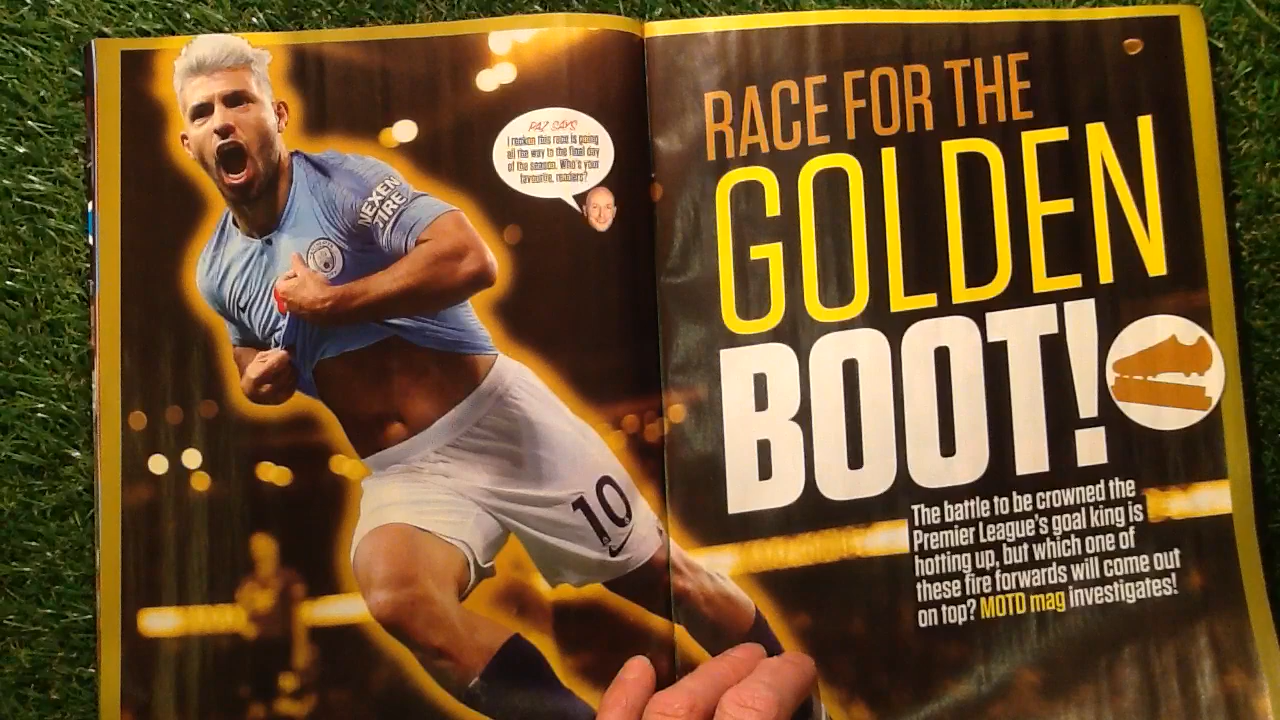 NEXEN
TIRE
10
PAZ SAYS
I reckon this race is going
all the way to the final day
of the season. Who's your
favourite, readers?
RACE FOR THE
GOLDEN
BOOT!
The battle to be crowned the
Premier League's goal king is
hotting up, but which one of
these fire forwards will come out
on top? MOTD mag investigates!